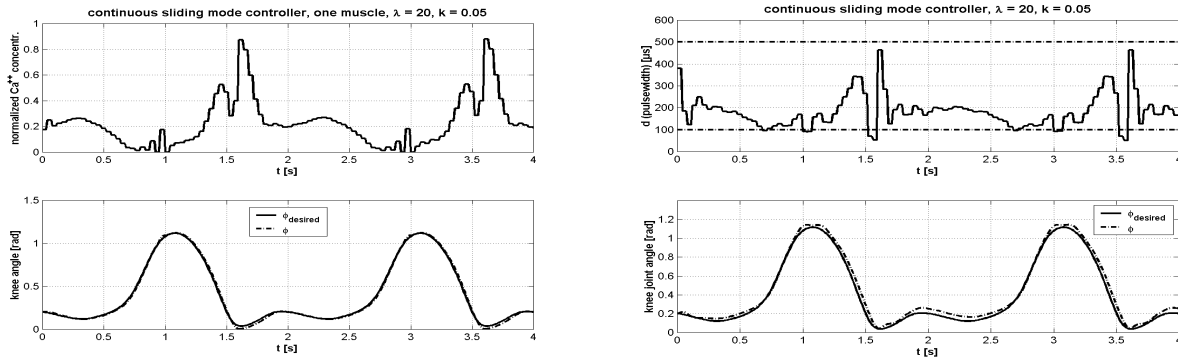 continuous sliding mode controller, one muscle, λ = 20, k = 0.05
normalized Ca++ concentr.
1
0.8
0.6
0.4
0.2
0
0 0.5 1 1.5 2 2.5 3 3.5 4
t [s]
knee angle [rad]
1.5
1
0.5
0
ϕdesired
ϕ
0 0.5 1 1.5 2 2.5 3 3.5 4
t [s]
continuous sliding mode controller, λ = 20, k = 0.05
d (pulsewidth) [µs]
600
500
400
300
200
100
0
0 0.5 1 1.5 2 2.5 3 3.5 4
t [s]
knee joint angle [rad]
1.2
1
0.8
0.6
0.4
0.2
0
ϕdesired
ϕ
0 0.5 1 1.5 2 2.5 3 3.5 4
t [s]